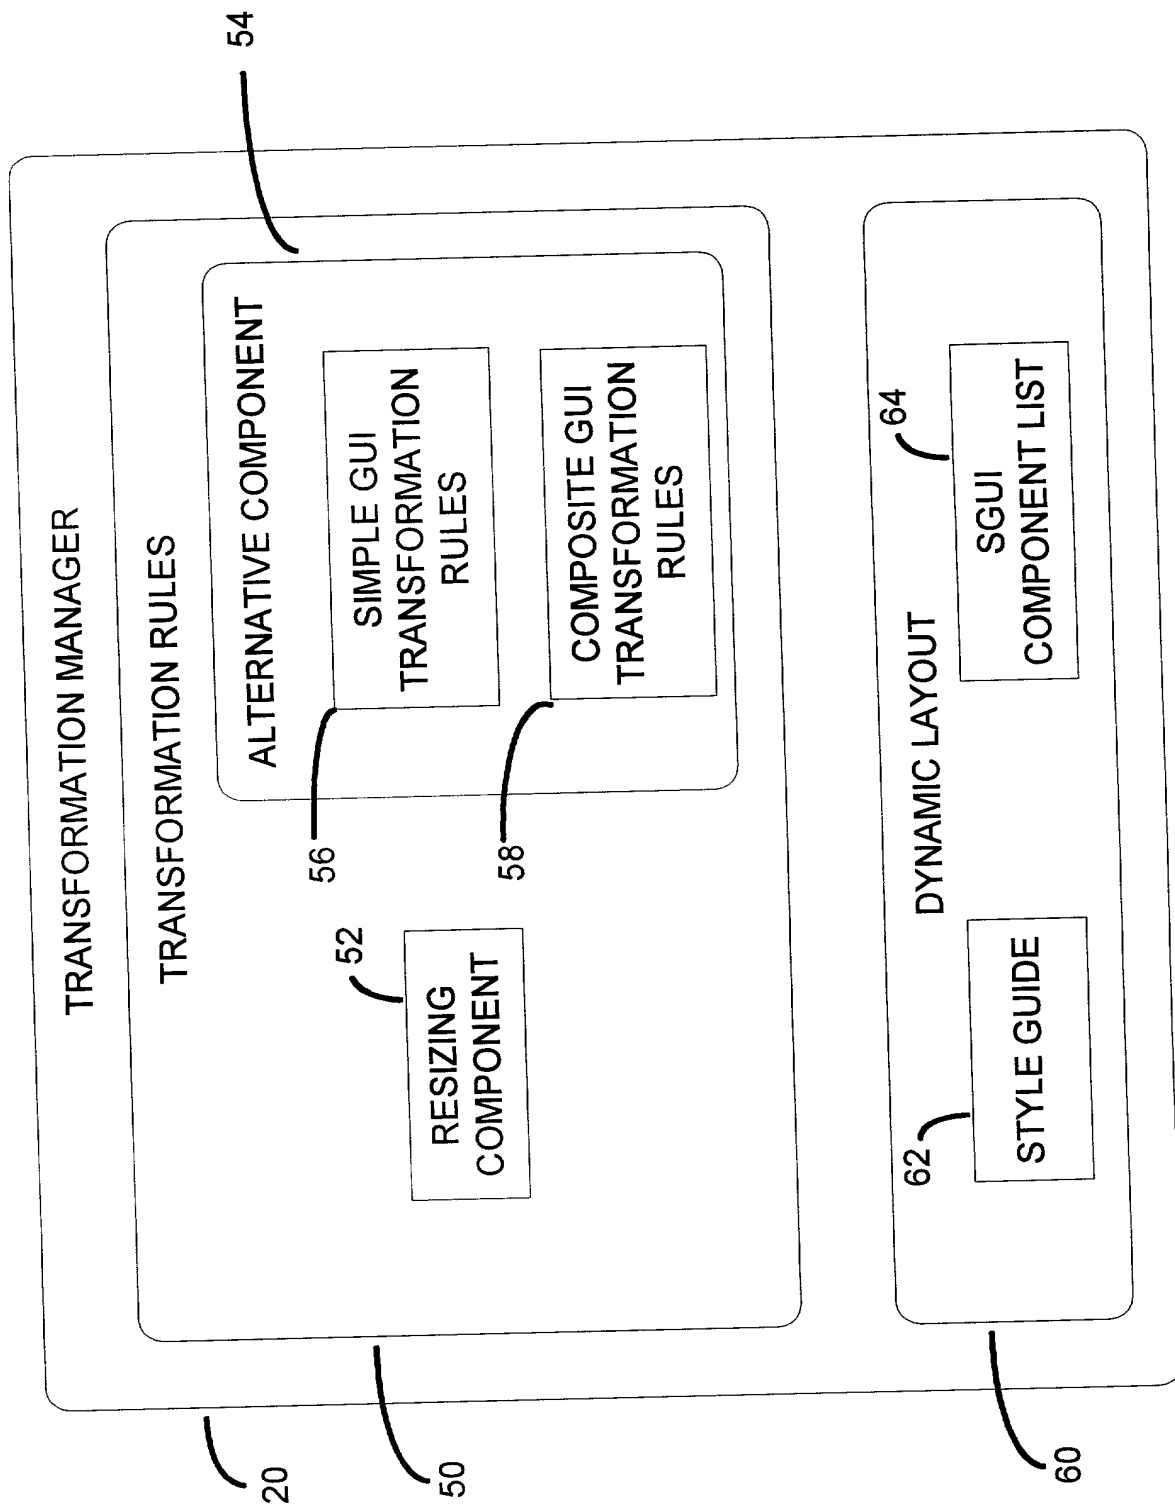 TRANSFORMATION MANAGER
20
TRANSFORMATION RULES
50
RESIZING
COMPONENT
52
ALTERNATIVE COMPONENT
54
SIMPLE GUI
TRANSFORMATION
RULES
56
COMPOSITE GUI
TRANSFORMATION
RULES
58
DYNAMIC LAYOUT
60
STYLE GUIDE
62
SGUI
COMPONENT LIST
64